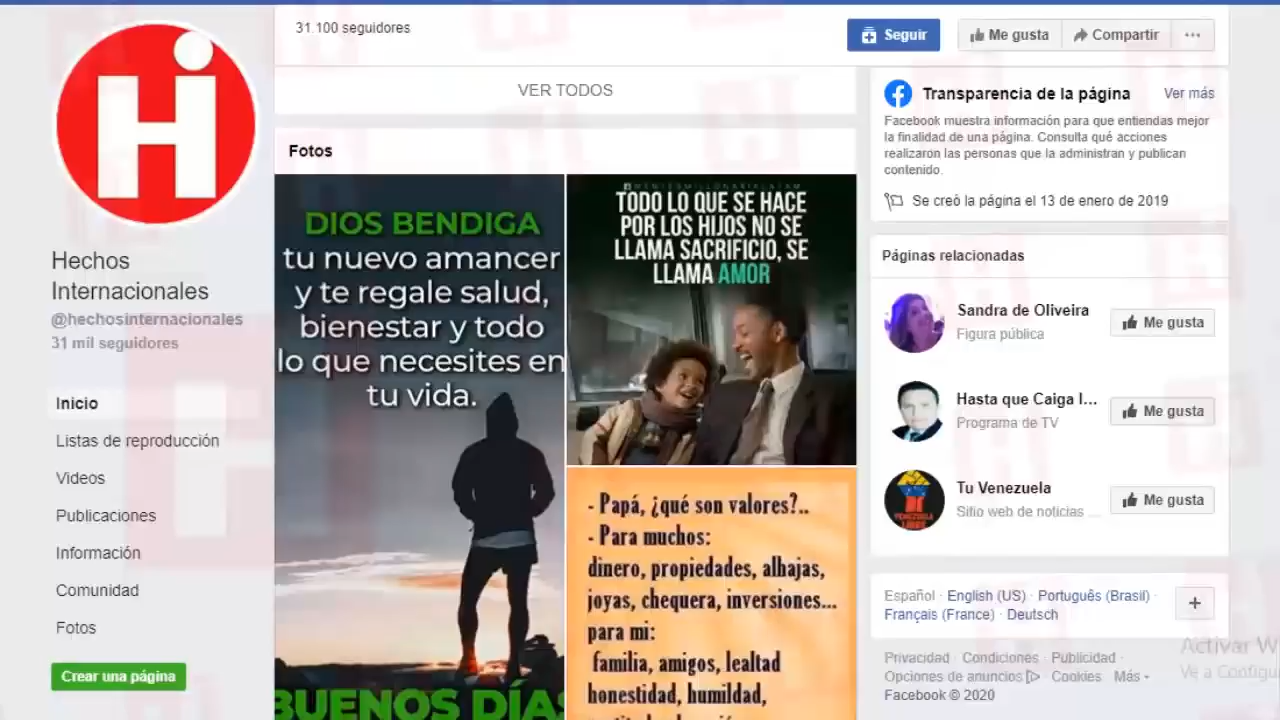 31.100 seguidores
Seguir
Me gusta
Compartir
VER TODOS
Fotos
Hi
Hechos
Internacionales
@hechosinternacionales
31 mil seguidores
Inicio
Listas de reproducción
Videos
Publicaciones
Información
Comunidad
Fotos
Crear una página
DIOS BENDIGA
tu nuevo amancer
y te regale salud,
bienestar y todo
lo que necesites en
tu vida.
BUENOS DÍAS
TODO LO QUE SE HACE
POR LOS HIJOS NO SE
LLAMA SACRIFICIO, SE
LLAMA AMOR
- Papá, ¿qué son valores?..
- Para muchos:
dinero, propiedades, alhajas,
joyas, chequera, inversiones...
para mi:
familia, amigos, lealtad
honestidad, humildad,
Transparencia de la página
Ver más
Facebook muestra información para que entiendas mejor
la finalidad de una página. Consulta qué acciones
realizaron las personas que la administran y publican
contenido.
Se creó la página el 13 de enero de 2019
Páginas relacionadas
Sandra de Oliveira
Figura pública
Me gusta
Hasta que Caiga l...
Programa de TV
Me gusta
Tu Venezuela
Sitio web de noticias ...
Me gusta
Español · English (US) · Português (Brasil) ·
Français (France) · Deutsch
Privacidad · Condiciones · Publicidad ·
Opciones de anuncios · Cookies · Más
Facebook © 2020
Activar W
Ve a Configu